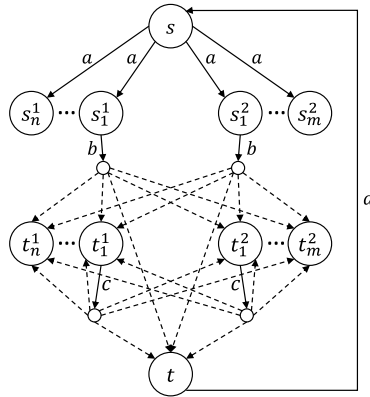 s
a a a a
s_n^1 ··· s_1^1 s_1^2 ··· s_m^2
b b
t_n^1 ··· t_1^1 t_1^2 ··· t_m^2
c c
t